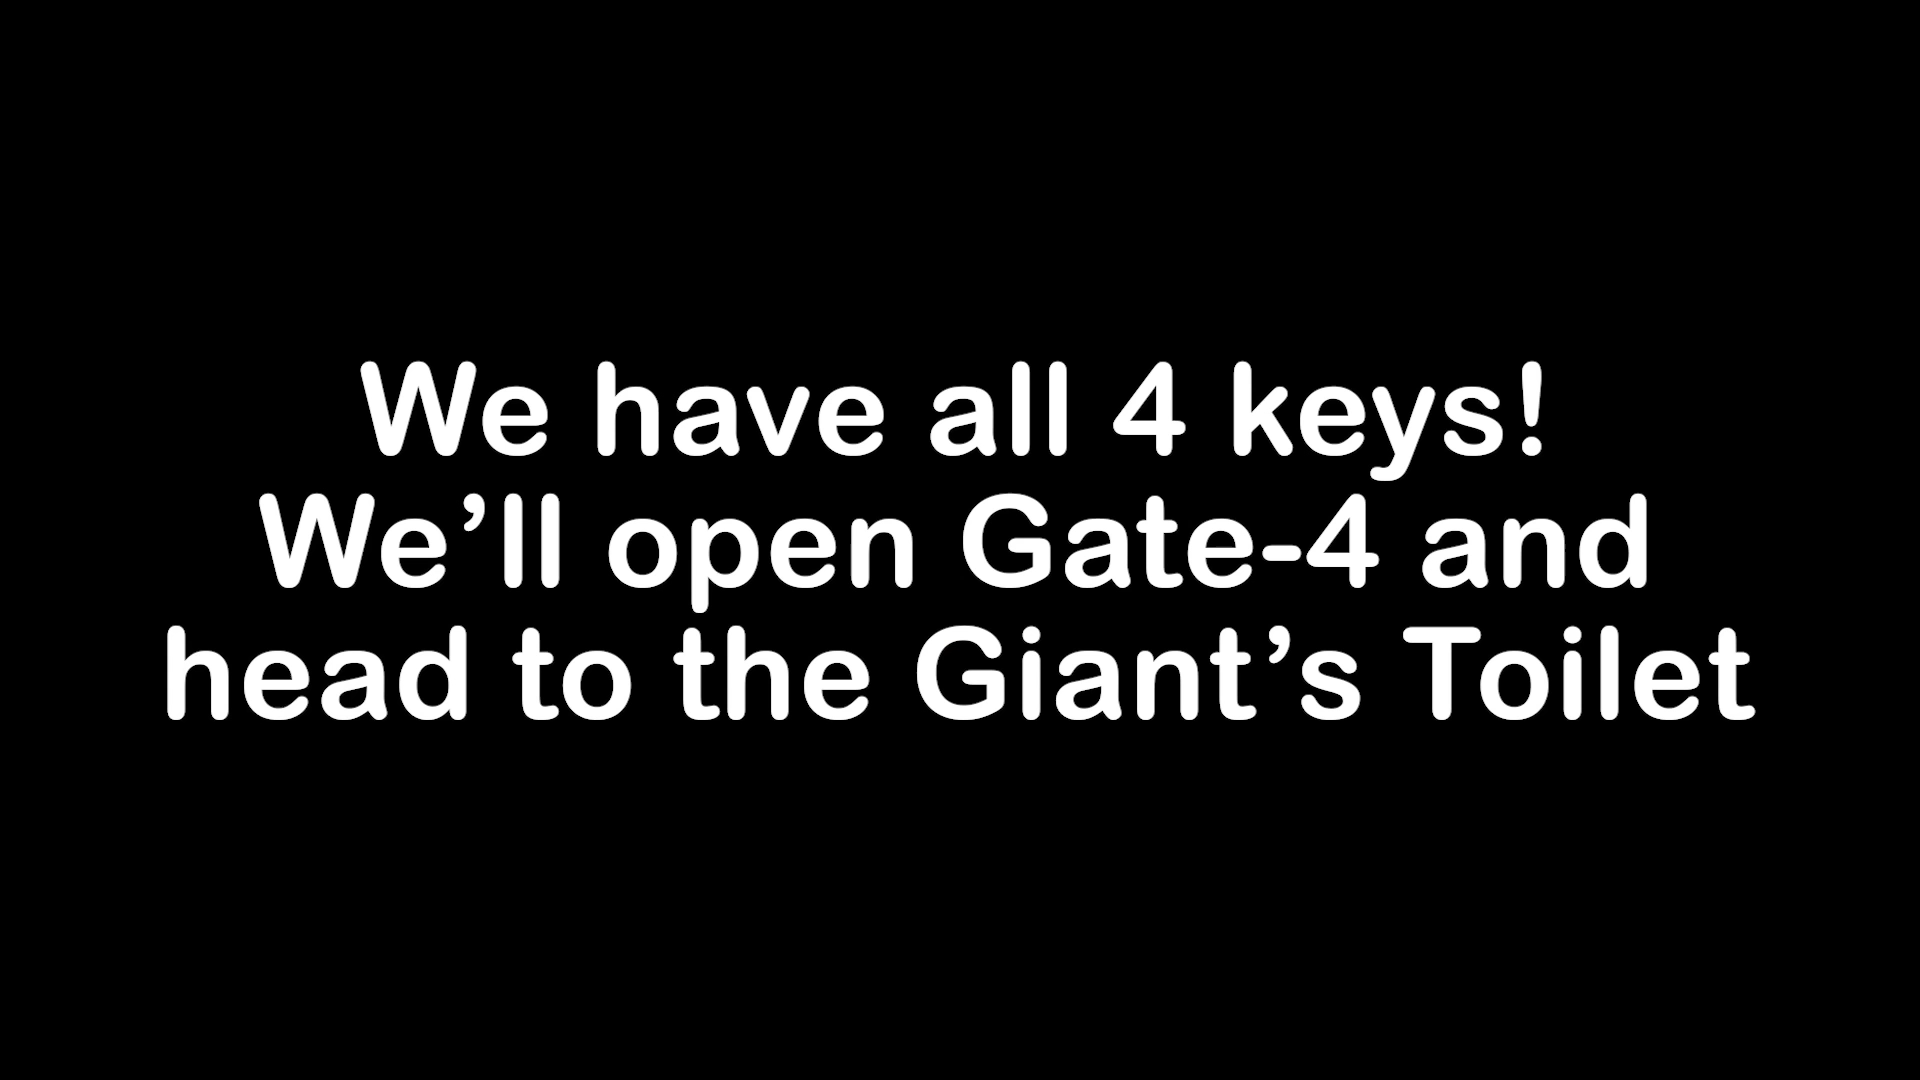 We have all 4 keys!
We’ll open Gate-4 and
head to the Giant’s Toilet